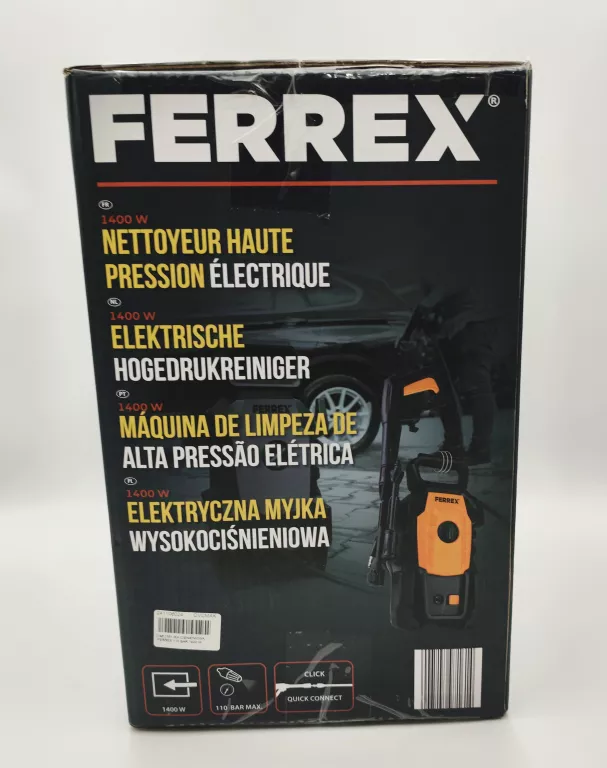 FERREX®
FR
1400 W
NETTOYEUR HAUTE
PRESSION ÉLECTRIQUE
NL
1400 W
ELEKTRISCHE
HOGEDRUKREINIGER
PT
1400 W
MÁQUINA DE LIMPEZA DE
ALTA PRESSÃO ELÉTRICA
PL
1400 W
ELEKTRYCZNA MYJKA
WYSOKOCIŚNIENIOWA
FERREX
FERREX
1400 W
110 BAR MAX.
CLICK
QUICK CONNECT